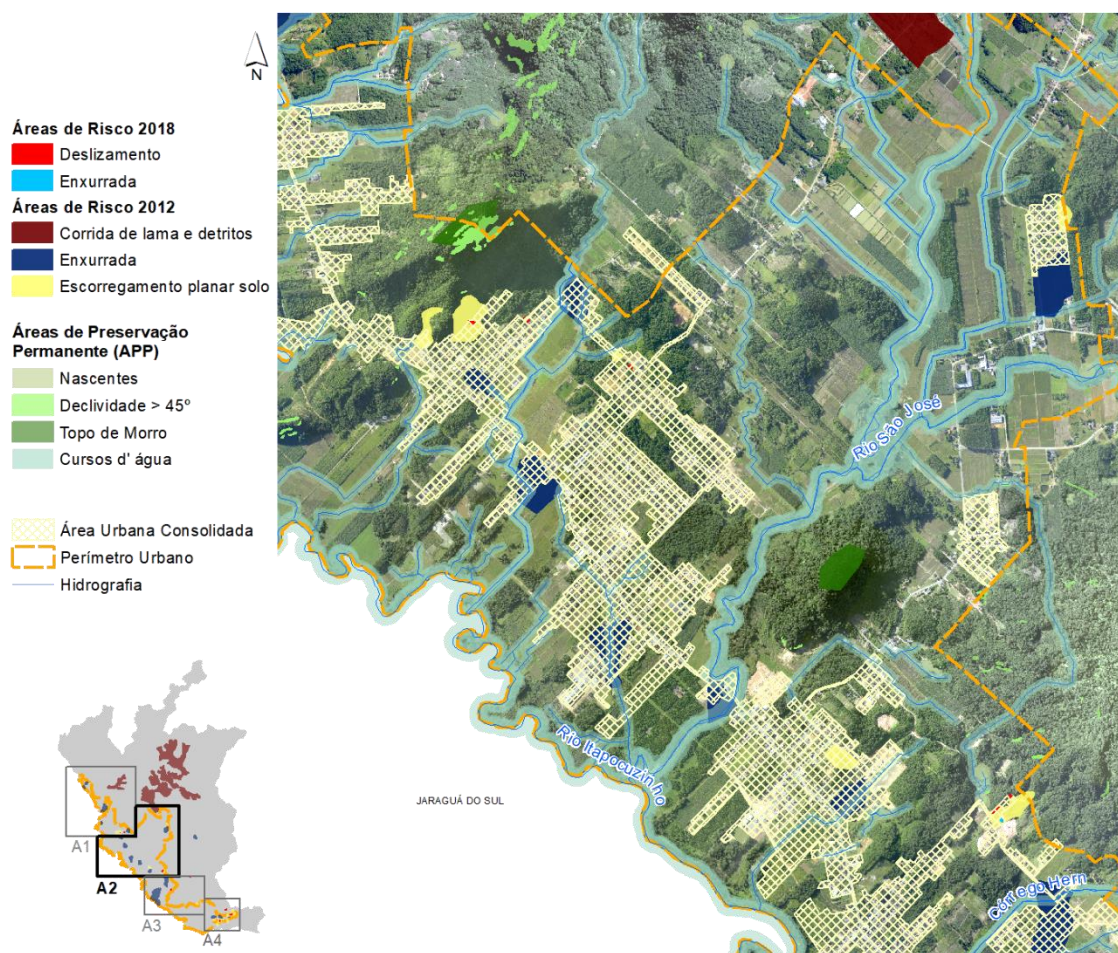 N
Áreas de Risco 2018
Deslizamento
Enxurrada
Áreas de Risco 2012
Corrida de lama e detritos
Enxurrada
Escorregamento planar solo
Áreas de Preservação
Permanente (APP)
Nascentes
Declividade > 45º
Topo de Morro
Cursos d' água
Área Urbana Consolidada
Perímetro Urbano
Hidrografia
Rio São José
Rio Itapocuzinho
JARAGUÁ DO SUL
Córrego Hern
A1
A2
A3
A4